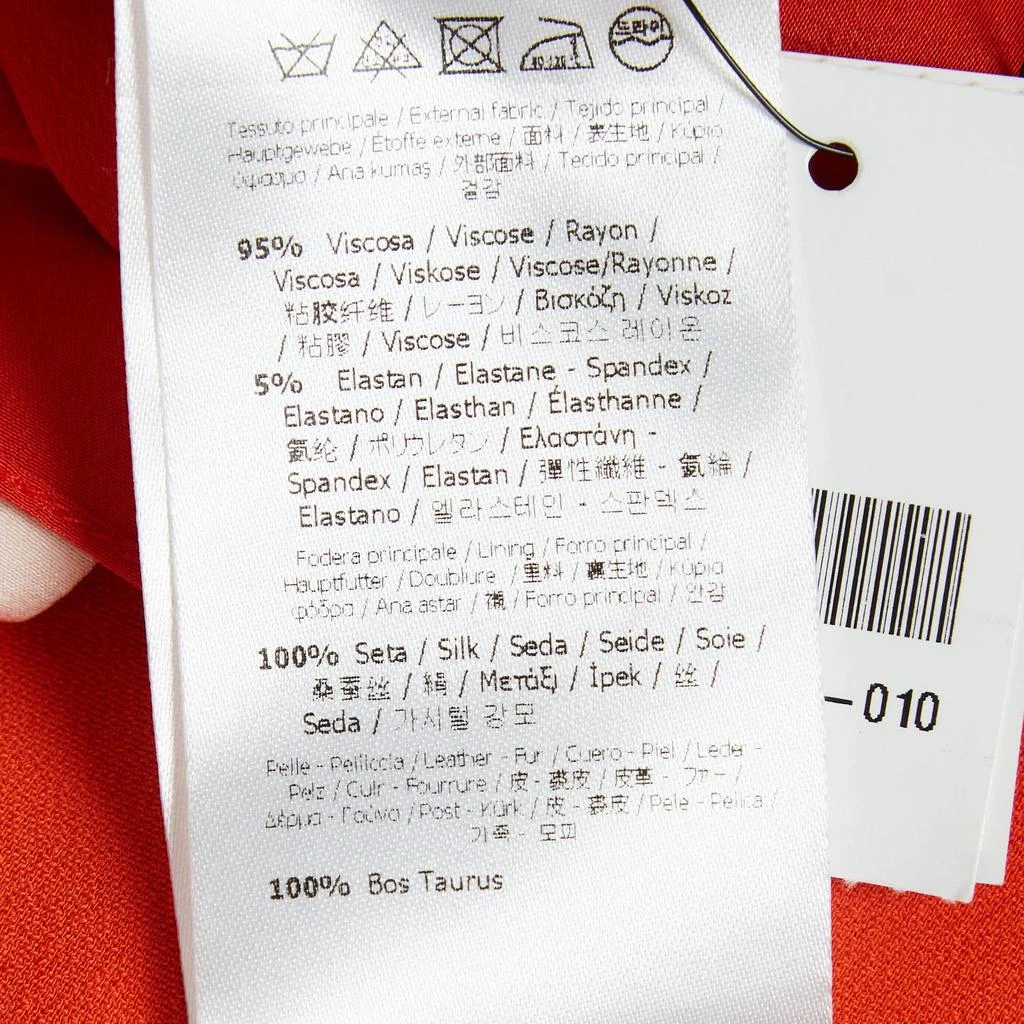 드라이
Tessuto principale / External fabric / Tejido principal /
Hauptgewebe / Étoffe externe / 面料 / 表生地 / Κύριο
ύφασμα / Ana kumaş / 外部面料 / Tecido principal /
겉감
95% Viscosa / Viscose / Rayon /
Viscosa / Viskose / Viscose/Rayonne /
粘胶纤维 / レーヨン / Βισκόζη / Viskoz
/ 粘膠 / Viscose / 비스코스 레이온
5% Elastan / Elastane - Spandex /
Elastano / Elasthan / Élasthanne /
氨纶 / ポリウレタン / Ελαστάνη -
Spandex / Elastan / 彈性纖維 - 氨綸 /
Elastano / 엘라스테인 - 스판덱스
Fodera principale / Lining / Forro principal /
Hauptfutter / Doublure / 里料 / 裏生地 / Κύρια
φόδρα / Ana astar / 襯 / Forro principal / 안감
100% Seta / Silk / Seda / Seide / Soie /
桑蚕丝 / 絹 / Μετάξι / İpek / 丝 /
Seda /
Pelle - Pelliccia / Leather - Fur / Cuero - Piel / Leder -
Pelz / Cuir - Fourrure / 皮 - 裘皮 / 皮革 - ファー /
Δέρμα - Γούνα / Post - Kürk / 皮 - 裘皮 / Pele - Pelica /
가죽 - 모피
100% Bos Taurus
-010